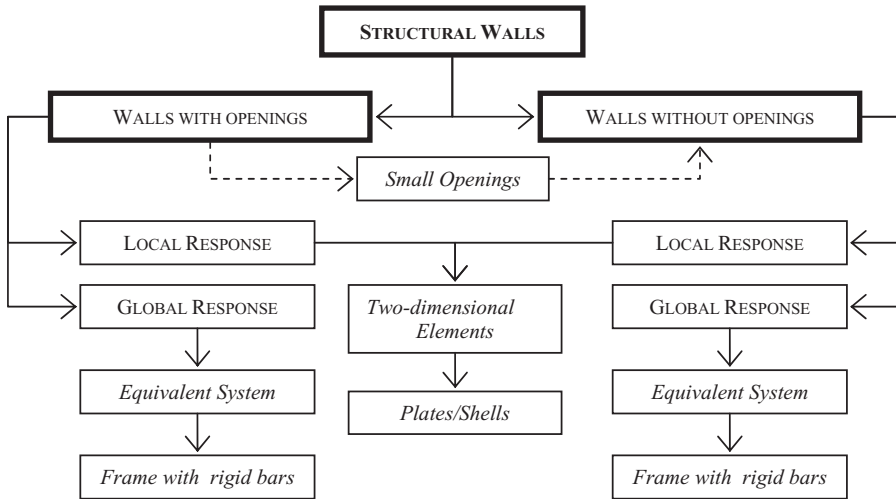 STRUCTURAL WALLS
WALLS WITH OPENINGS
WALLS WITHOUT OPENINGS
Small Openings
LOCAL RESPONSE
LOCAL RESPONSE
GLOBAL RESPONSE
Two-dimensional
Elements
GLOBAL RESPONSE
Equivalent System
Plates/Shells
Equivalent System
Frame with rigid bars
Frame with rigid bars